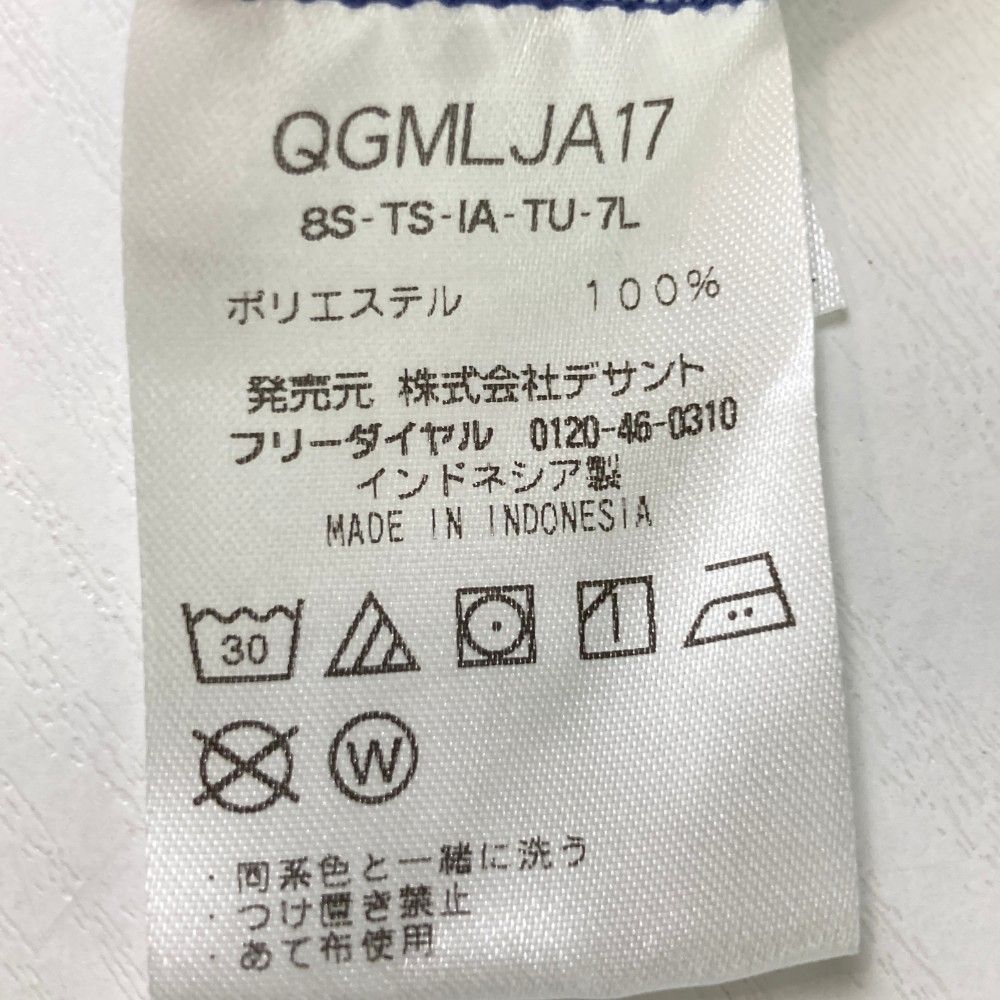 QGMLJA17
8S-TS-IA-TU-7L
ポリエステル 100%
発売元 株式会社デサント
フリーダイヤル 0120-46-0310
インドネシア製
MADE IN INDONESIA
30
W
・同系色と一緒に洗う
・つけ置き禁止
・あて布使用